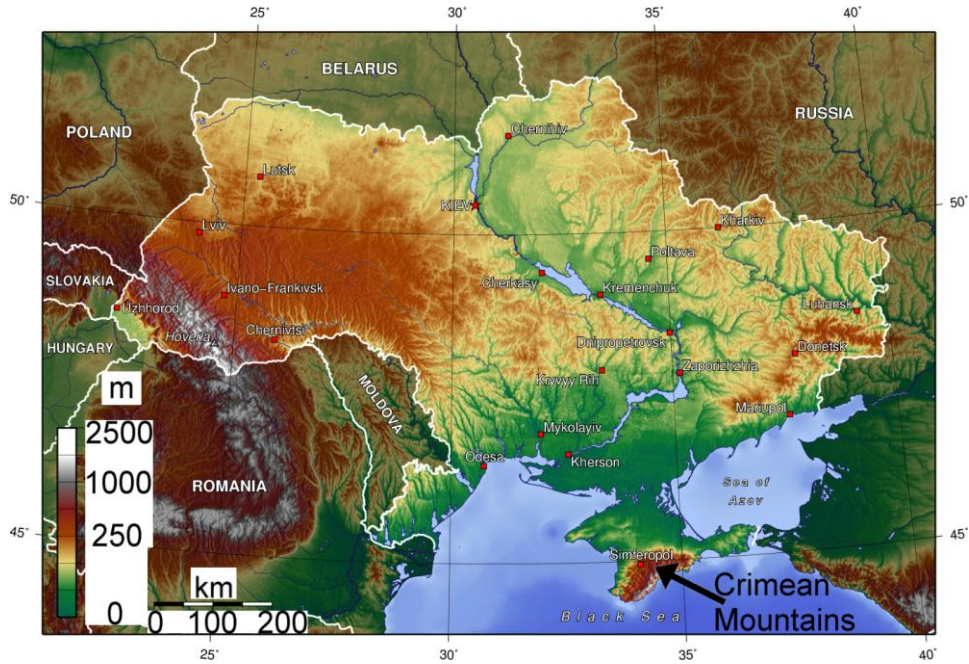 25°
30°
35°
40°
BELARUS
POLAND
RUSSIA
Chernihiv
Lutsk
50°
KIEV
50°
Lviv
Kharkiv
Poltava
SLOVAKIA
Cherkasy
Ivano-Frankivsk
Kremenchuk
Uzhhorod
Luhansk
Hoverla
Chernivtsi
HUNGARY
Dnipropetrovsk
Donetsk
Kryvyy Rih
Zaporizhzhia
m
MOLDOVA
Mariupol
2500
Mykolayiv
Odesa
Kherson
1000
ROMANIA
Sea of
Azov
250
45°
45°
Simferopol
km
Crimean
Mountains
0
0 100 200
Black Sea
25°
30°
35°
40°